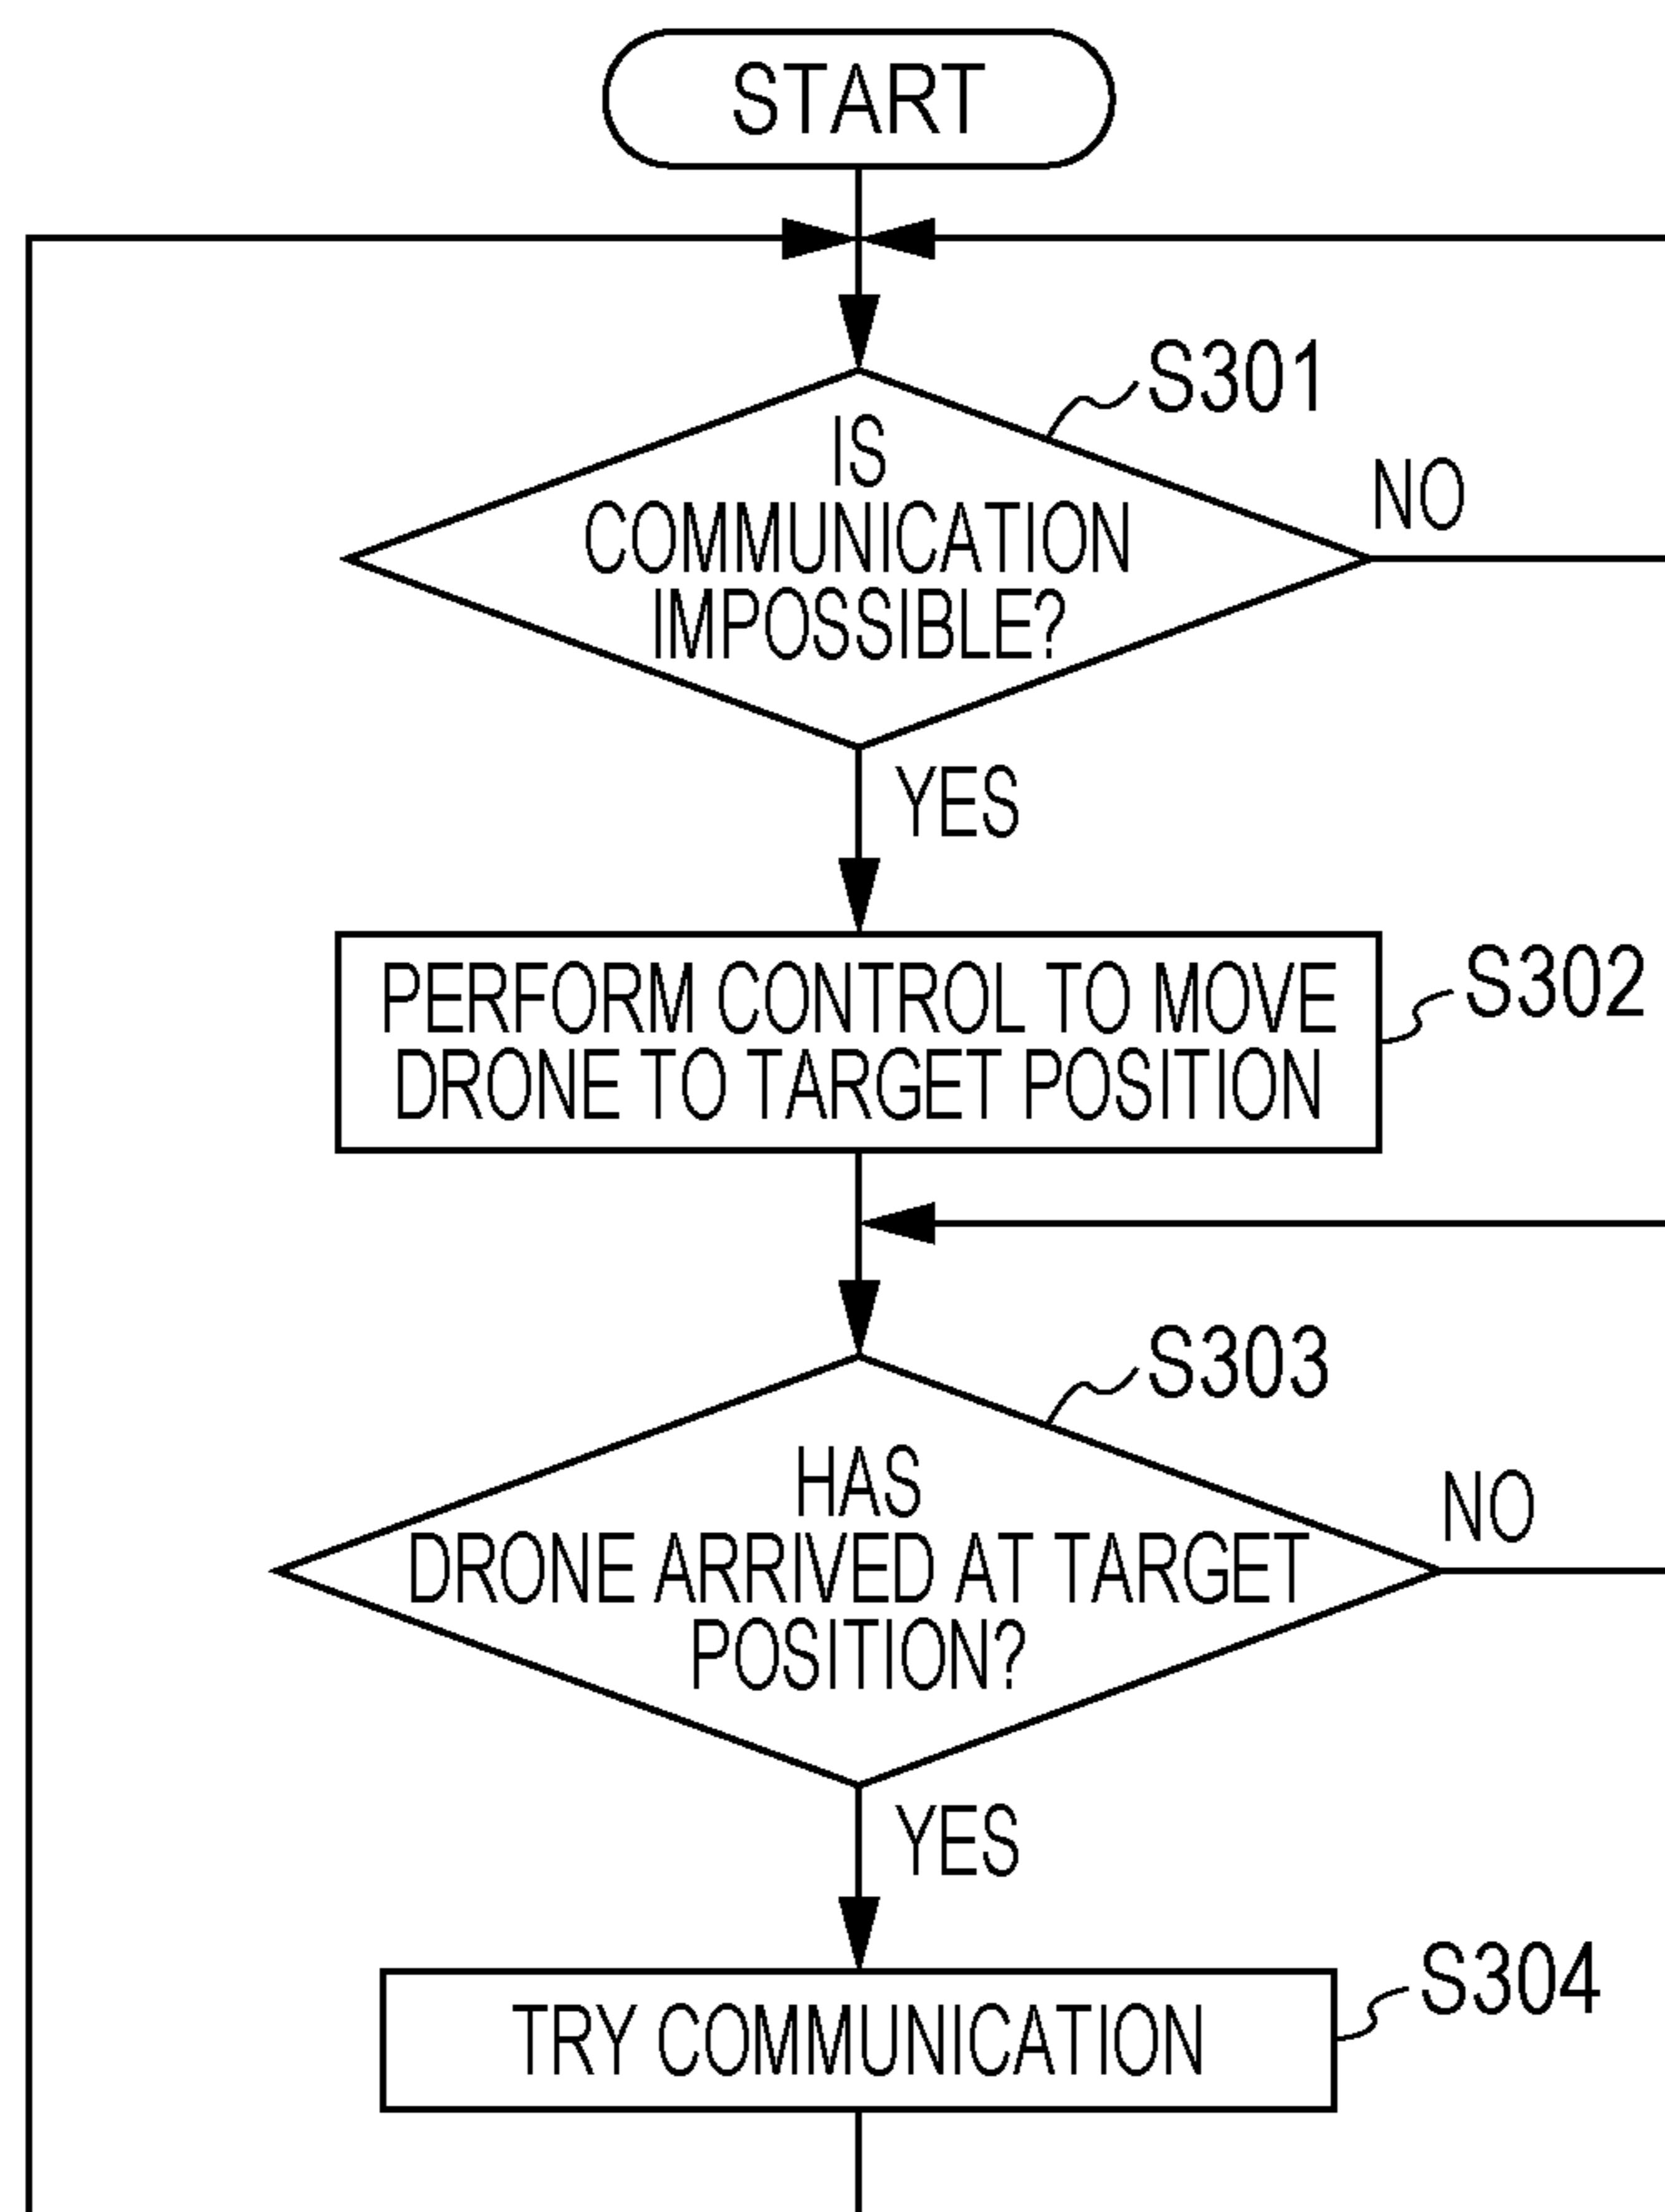 START
S301
IS
COMMUNICATION
IMPOSSIBLE?
NO
YES
PERFORM CONTROL TO MOVE
DRONE TO TARGET POSITION
S302
S303
HAS
DRONE ARRIVED AT TARGET
POSITION?
NO
YES
TRY COMMUNICATION
S304